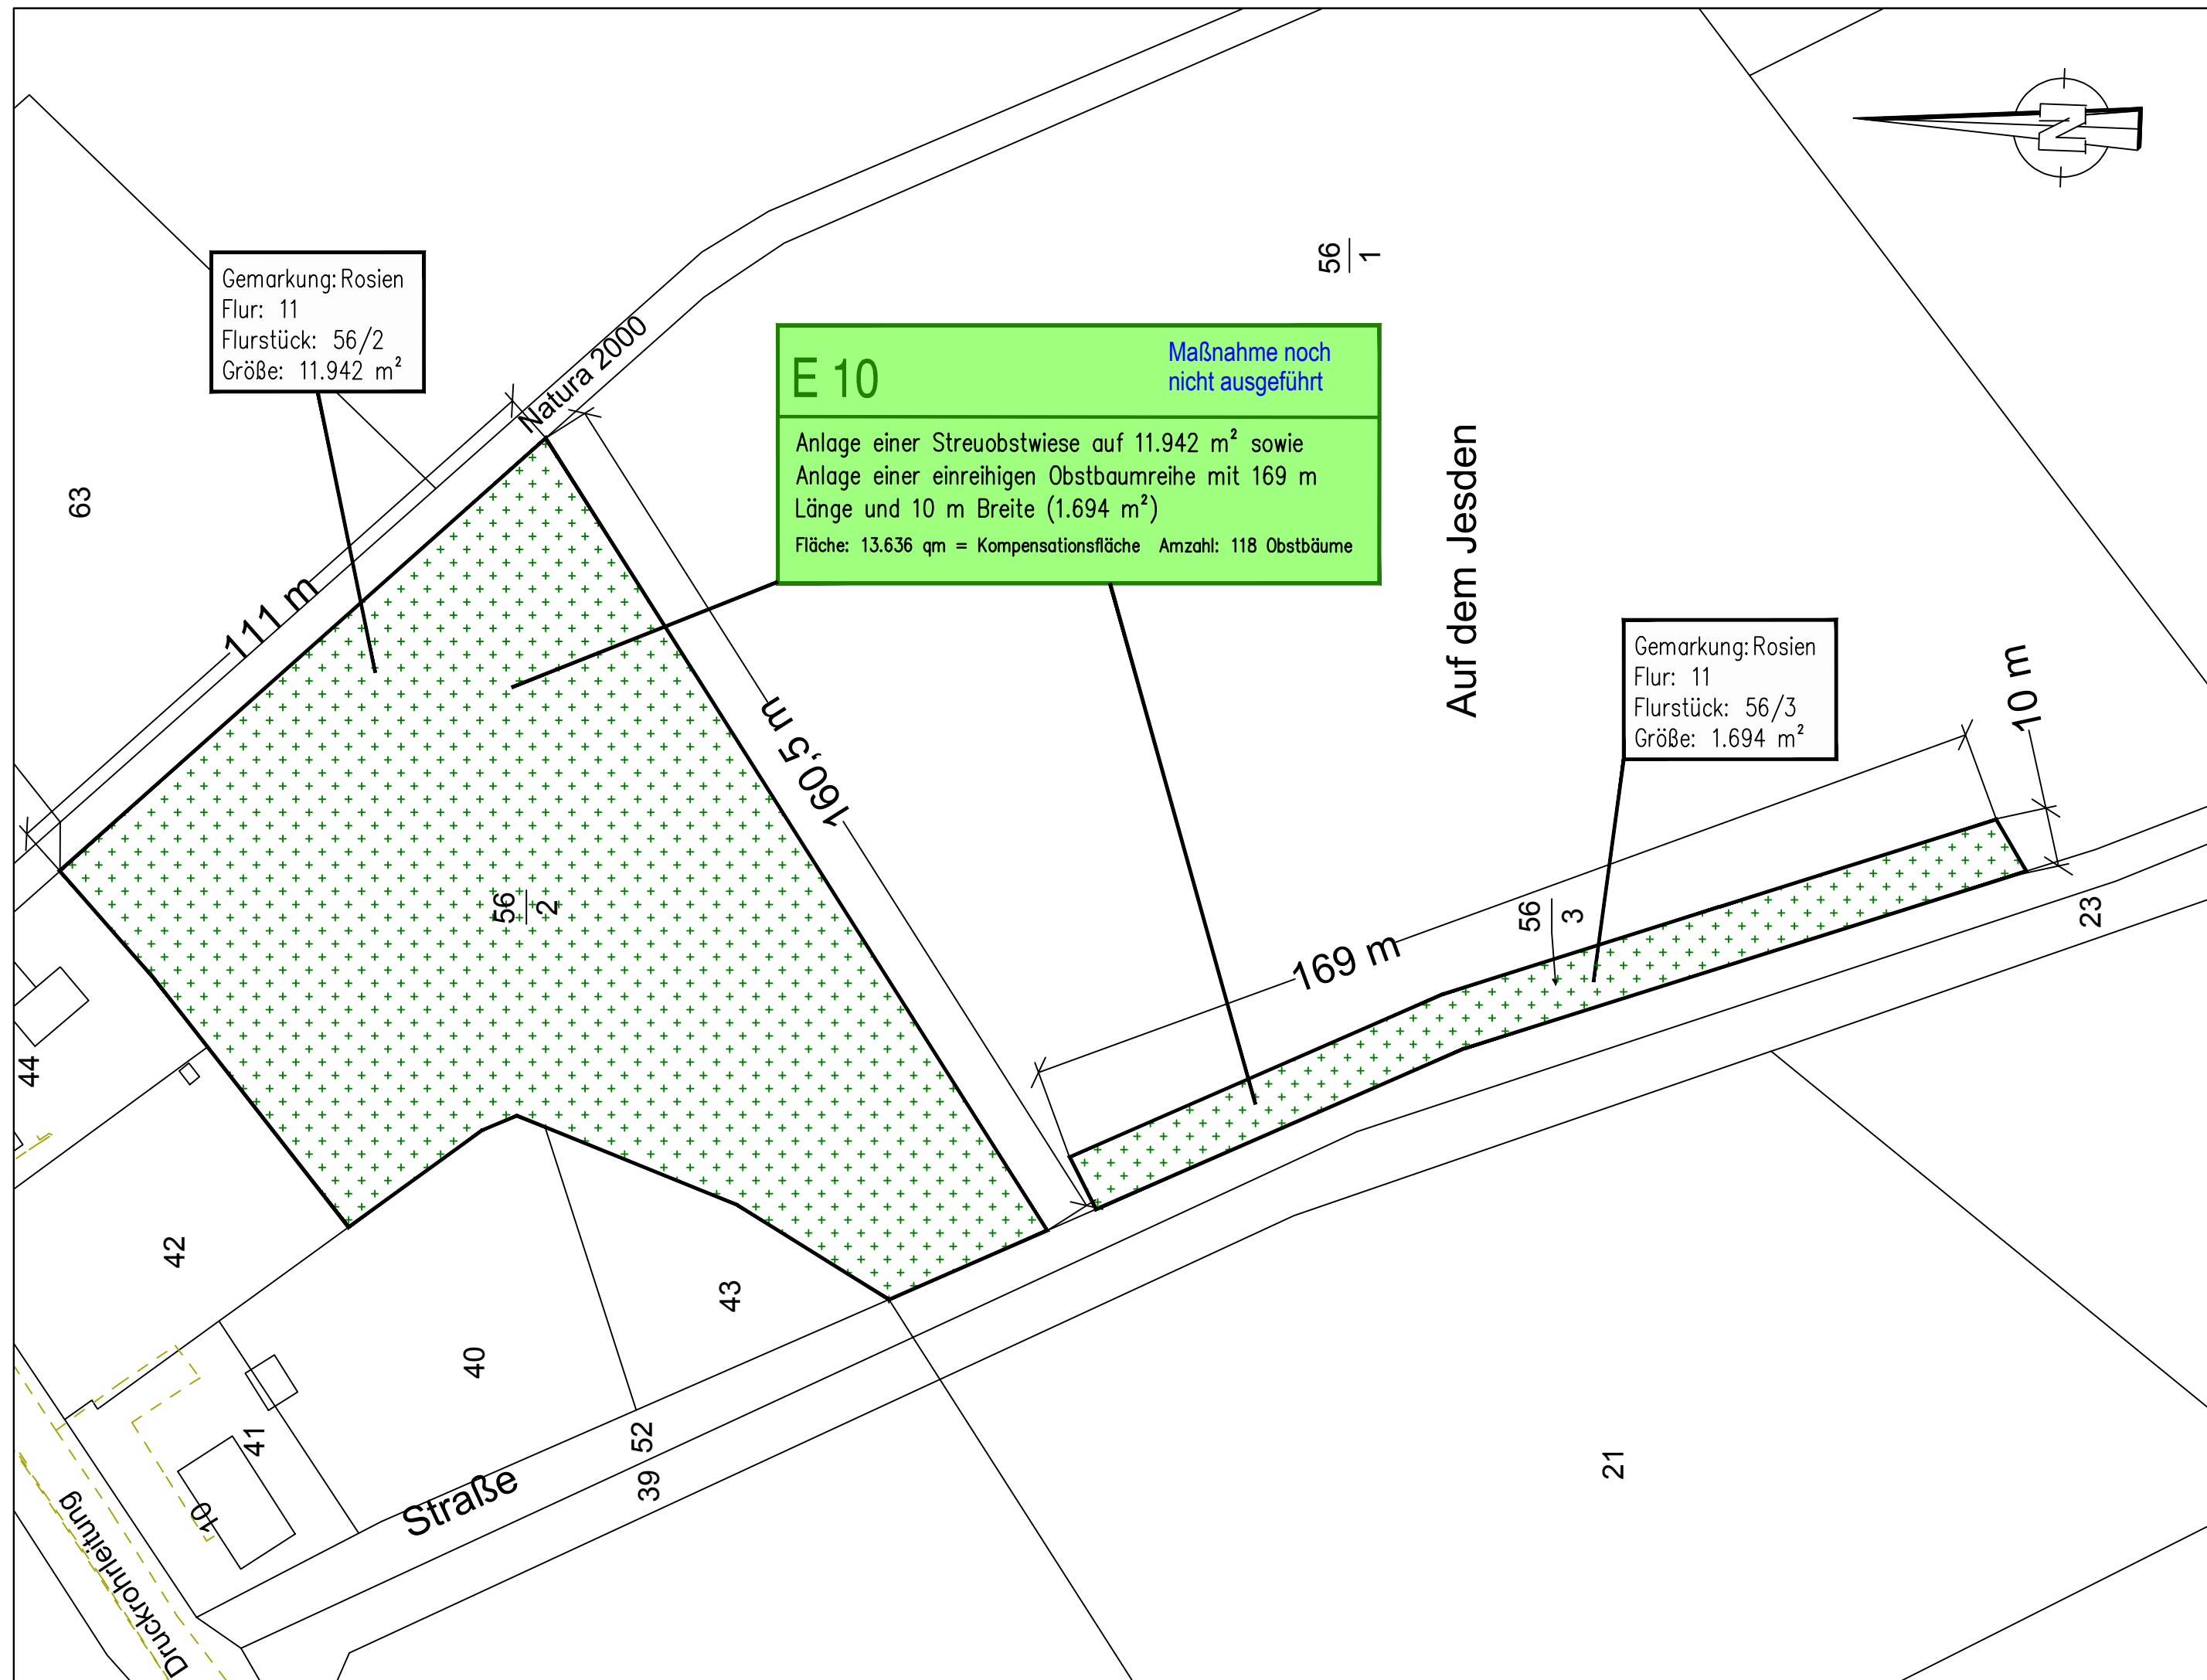 N
56
1
Gemarkung: Rosien
Flur: 11
Flurstück: 56/2
Größe: 11.942 m²
Natura 2000
E 10
Maßnahme noch
nicht ausgeführt
Anlage einer Streuobstwiese auf 11.942 m² sowie
Anlage einer einreihigen Obstbaumreihe mit 169 m
Länge und 10 m Breite (1.694 m²)
Fläche: 13.636 qm = Kompensationsfläche Amzahl: 118 Obstbäume
63
111 m
Auf dem Jesden
160,5 m
Gemarkung: Rosien
Flur: 11
Flurstück: 56/3
Größe: 1.694 m²
10 m
56
2
169 m
56
3
23
44
42
43
40
41
52
39
21
10
Straße
Druckrohrleitung